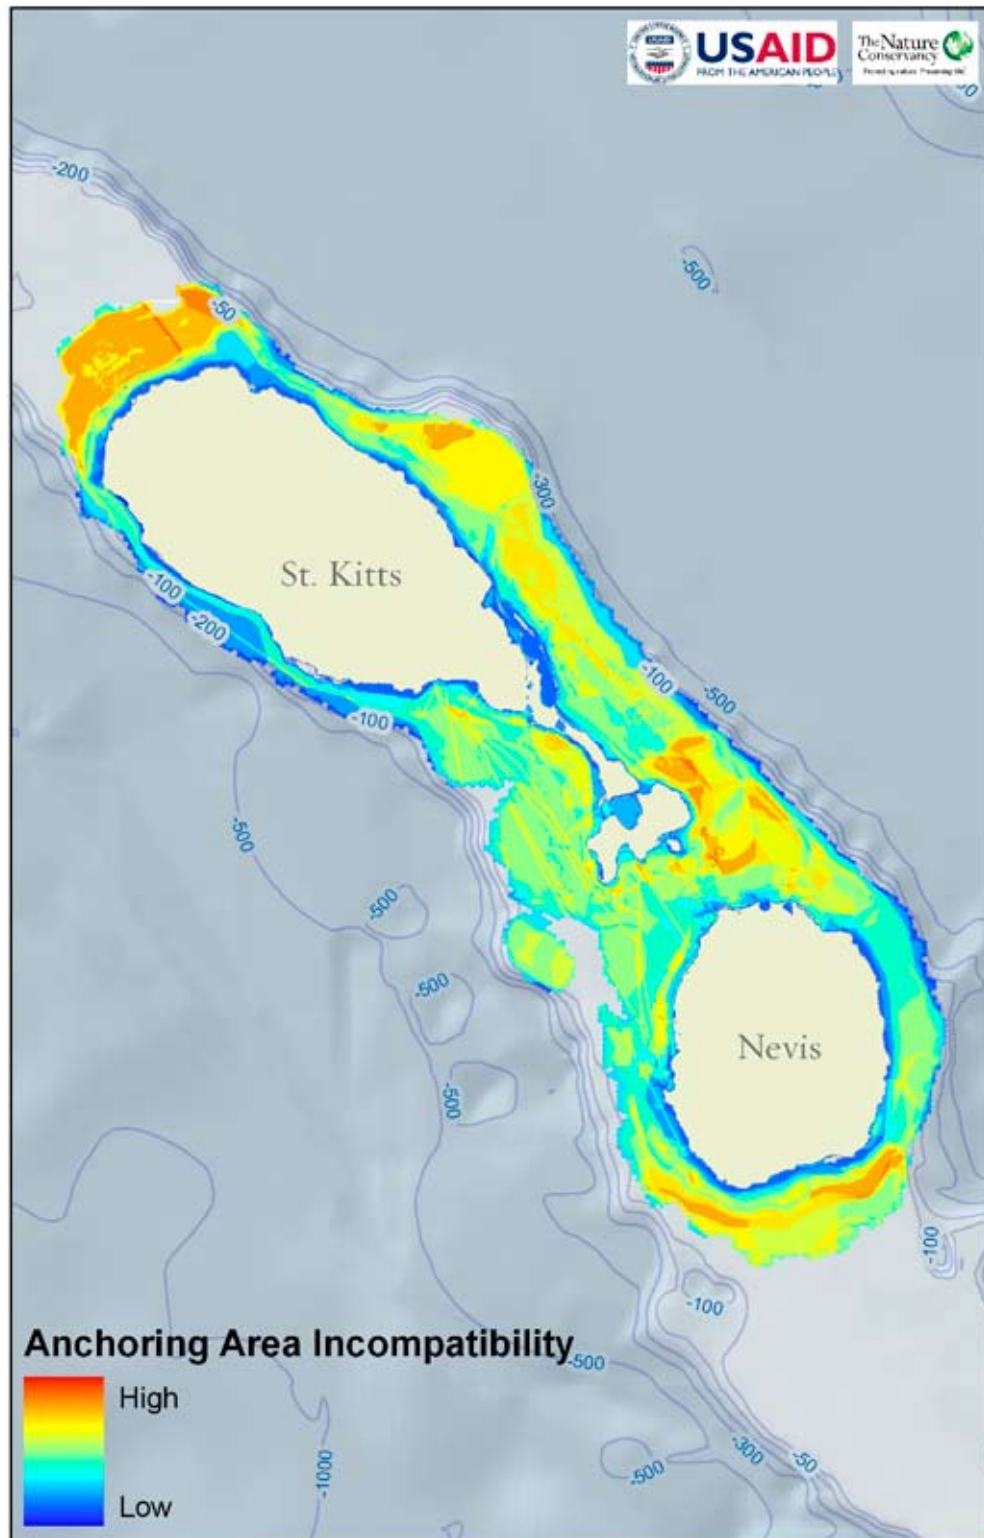 USAID
FROM THE AMERICAN PEOPLE
The Nature
Conservancy
-200
-500
-50
-300
St. Kitts
-100
-200
-100
-100
-500
-500
-500
-500
Nevis
-500
-100
-100
Anchoring Area Incompatibility
-500
High
Low
-1000
-500
-300
-50